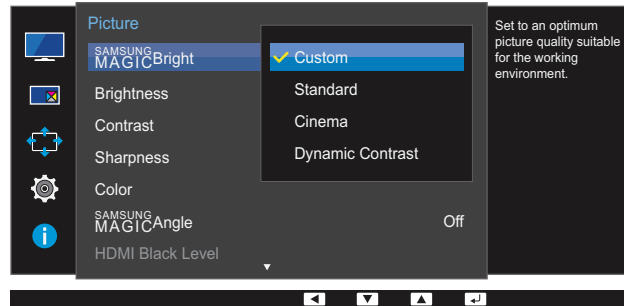 Picture
SAMSUNG
MAGICBright
Brightness
Contrast
Sharpness
Color
SAMSUNG
MAGICAngle
Off
HDMI Black Level
Custom
Standard
Cinema
Dynamic Contrast
Set to an optimum
picture quality suitable
for the working
environment.